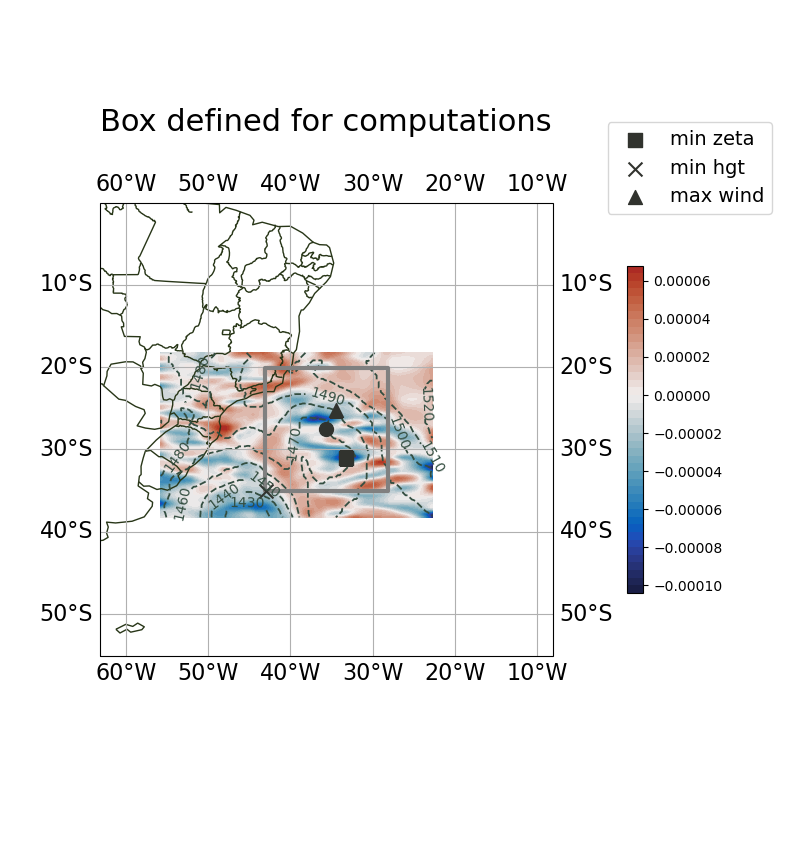 Box defined for computations
min zeta
min hgt
max wind
60°W 50°W 40°W 30°W 20°W 10°W
10°S 10°S
20°S 20°S
30°S 30°S
40°S 40°S
50°S 50°S
60°W 50°W 40°W 30°W 20°W 10°W
1480
1490
1520
1500
1470
1480
1510
1440
1460
1430
0.00006
0.00004
0.00002
0.00000
−0.00002
−0.00004
−0.00006
−0.00008
−0.00010